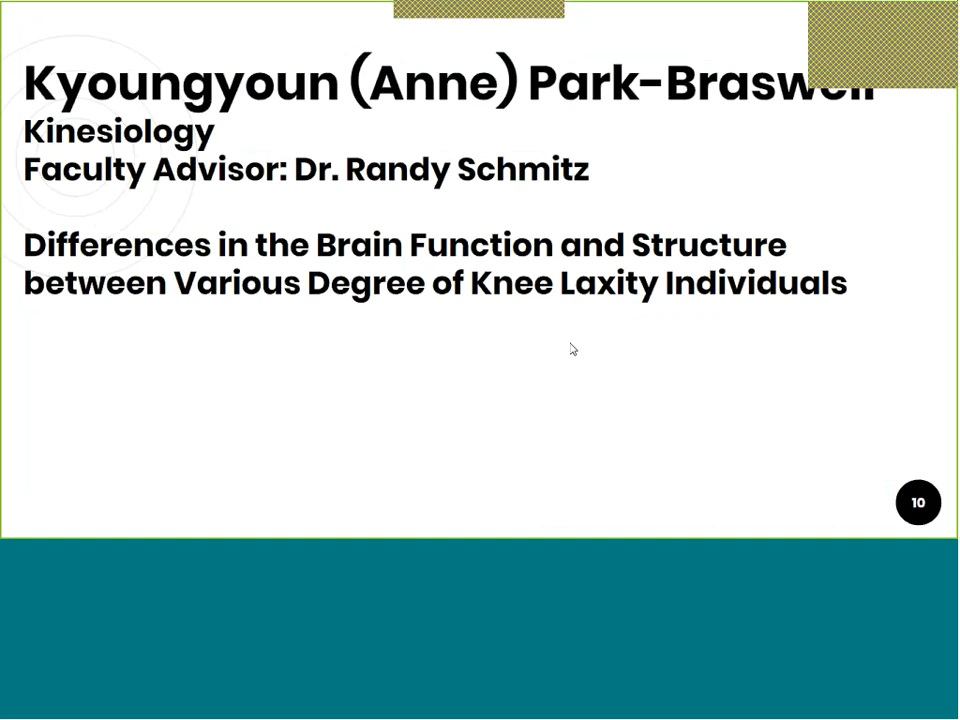 Kyoungyoun (Anne) Park-Braswell
Kinesiology
Faculty Advisor: Dr. Randy Schmitz
Differences in the Brain Function and Structure
between Various Degree of Knee Laxity Individuals
10